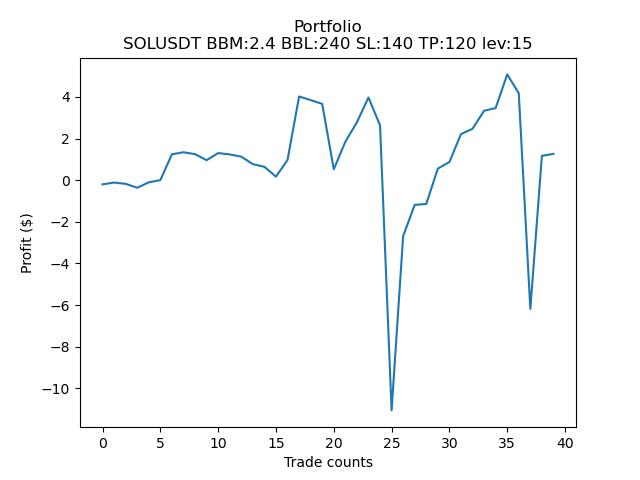 Portfolio
SOLUSDT BBM:2.4 BBL:240 SL:140 TP:120 lev:15
4
2
0
−2
−4
−6
−8
−10
Profit ($)
0 5 10 15 20 25 30 35 40
Trade counts